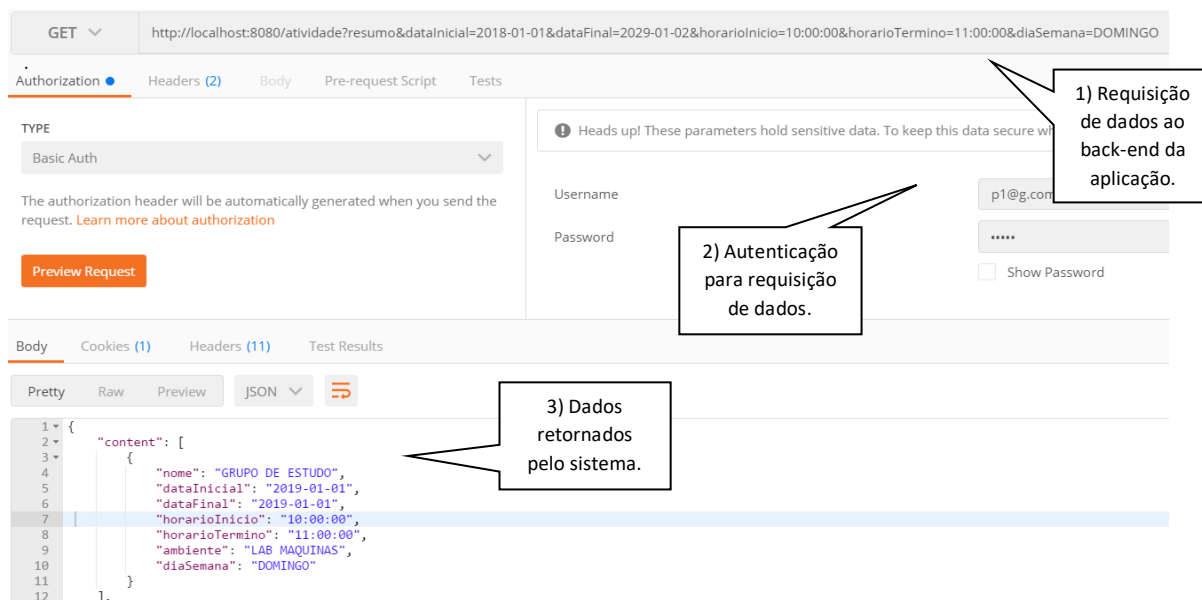 GET http://localhost:8080/atividade?resumo&dataInicial=2018-01-01&dataFinal=2029-01-02&horarioInicio=10:00:00&horarioTermino=11:00:00&diaSemana=DOMINGO
Authorization Headers (2) Body Pre-request Script Tests
1) Requisição
de dados ao
back-end da
aplicação.
TYPE
Basic Auth
The authorization header will be automatically generated when you send the
request. Learn more about authorization
Preview Request
Heads up! These parameters hold sensitive data. To keep this data secure
Username p1@g.com
Password •••••
Show Password
2) Autenticação
para requisição
de dados.
Body Cookies (1) Headers (11) Test Results
Pretty Raw Preview JSON
3) Dados
retornados
pelo sistema.
1 {
2 "content": [
3 {
4 "nome": "GRUPO DE ESTUDO",
5 "dataInicial": "2019-01-01",
6 "dataFinal": "2019-01-01",
7 "horarioInicio": "10:00:00",
8 "horarioTermino": "11:00:00",
9 "ambiente": "LAB MAQUINAS",
10 "diaSemana": "DOMINGO"
11 }
12 ],